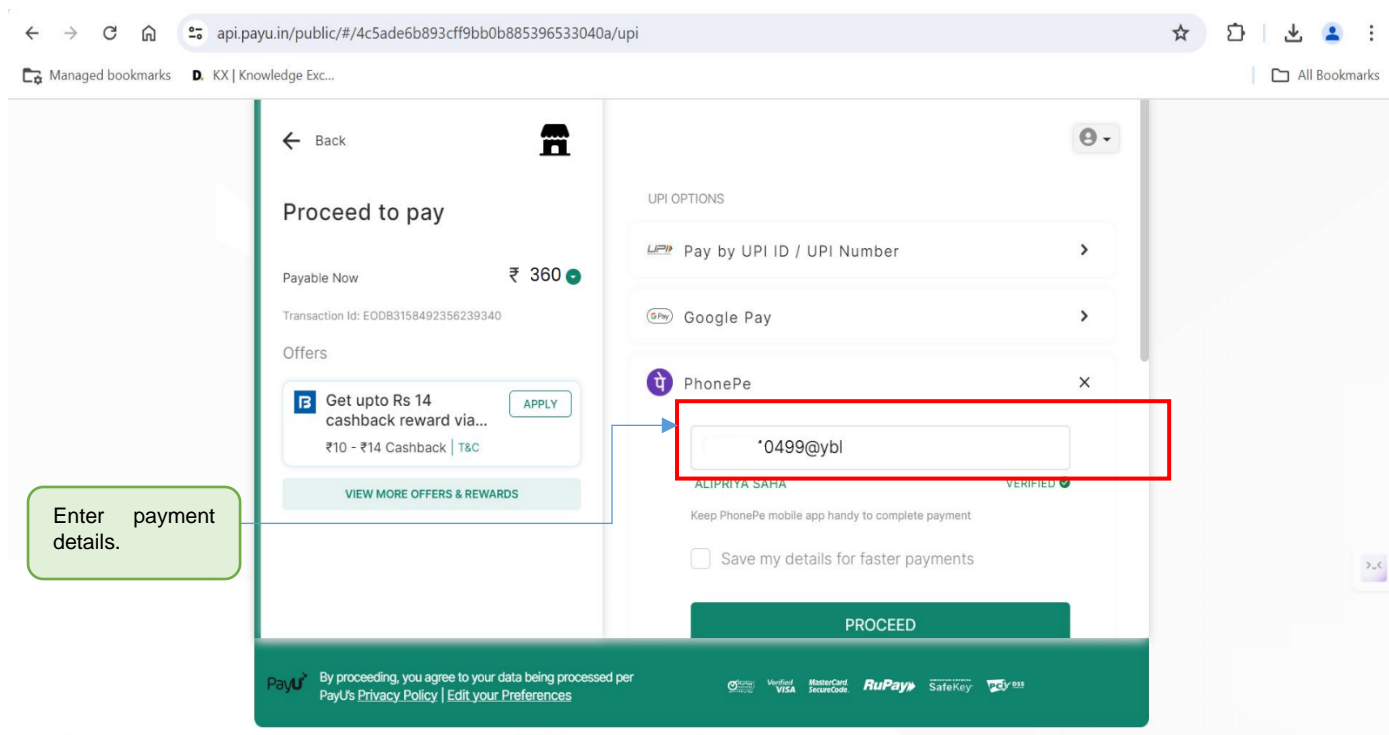 api.payu.in/public/#/4c5ade6b893cff9bb0b885396533040a/upi
Managed bookmarks D. KX | Knowledge Exc... All Bookmarks
Back
Proceed to pay
Payable Now ₹ 360
Transaction Id: EODB3158492356239340
Offers
Get upto Rs 14
cashback reward via...
₹10 - ₹14 Cashback | T&C
APPLY
VIEW MORE OFFERS & REWARDS
Enter payment
details.
UPI OPTIONS
UPI Pay by UPI ID / UPI Number
G Pay Google Pay
पे PhonePe
0499@ybl
ALIPRIYA SAHA VERIFIED
Keep PhonePe mobile app handy to complete payment
Save my details for faster payments
PROCEED
PayU By proceeding, you agree to your data being processed per
PayU's Privacy Policy | Edit your Preferences
Verified VISA MasterCard SecureCode. RuPay SafeKey PCI DSS